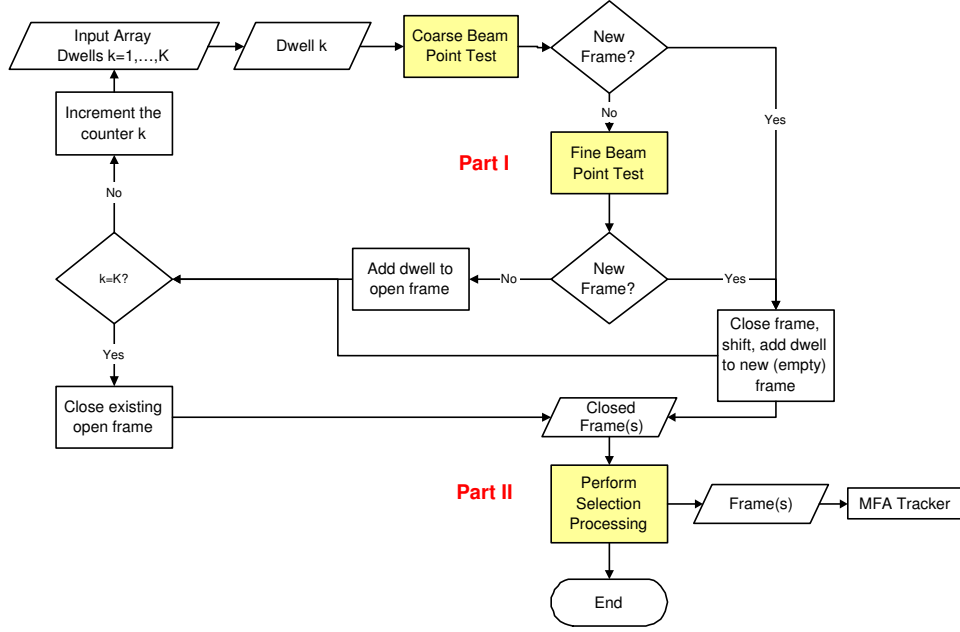 Input Array
Dwells k=1,…,K
Dwell k
Coarse Beam
Point Test
New
Frame?
Yes
No
Increment the
counter k
Part I
Fine Beam
Point Test
No
k=K?
Add dwell to
open frame
No
New
Frame?
Yes
Close frame,
shift, add dwell
to new (empty)
frame
Yes
Close existing
open frame
Closed
Frame(s)
Part II
Perform
Selection
Processing
Frame(s)
MFA Tracker
End